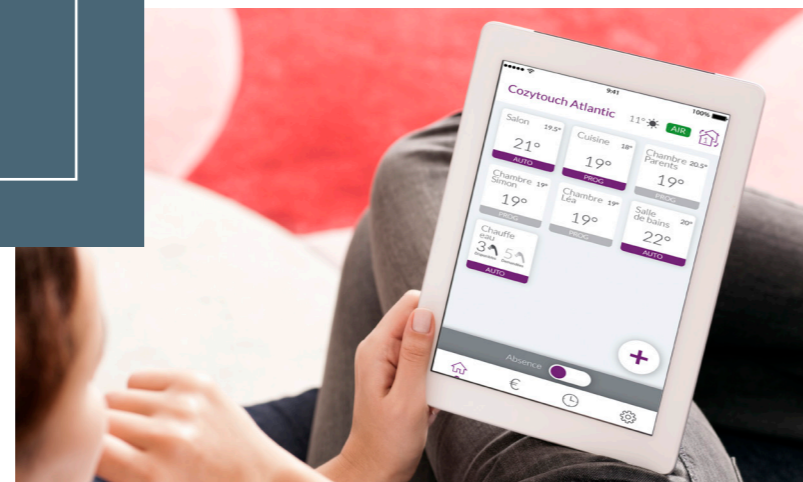 9:41
100%
Cozytouch Atlantic
11°
AIR
1
Salon 19.5°
21°
AUTO
Cuisine 18°
19°
PROG
Chambre 20.5°
Parents
19°
PROG
Chambre 19°
Simon
19°
PROG
Chambre 19°
Léa
19°
PROG
Salle 20°
de bains
22°
AUTO
Chauffe
eau
3 5
AUTO
+
Absence
€